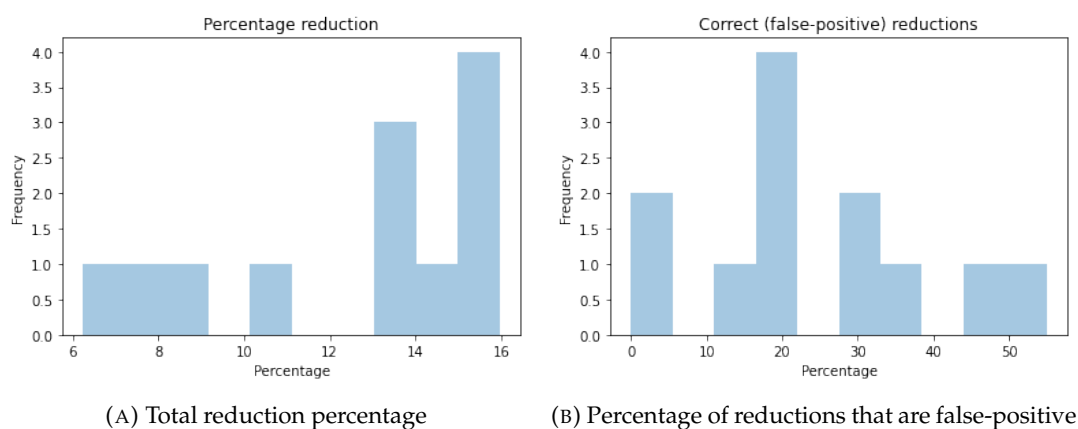 Percentage reduction
4.0
3.5
3.0
2.5
2.0
1.5
1.0
0.5
0.0
Frequency
6 8 10 12 14 16
Percentage
(A) Total reduction percentage
Correct (false-positive) reductions
4.0
3.5
3.0
2.5
2.0
1.5
1.0
0.5
0.0
Frequency
0 10 20 30 40 50
Percentage
(B) Percentage of reductions that are false-positive